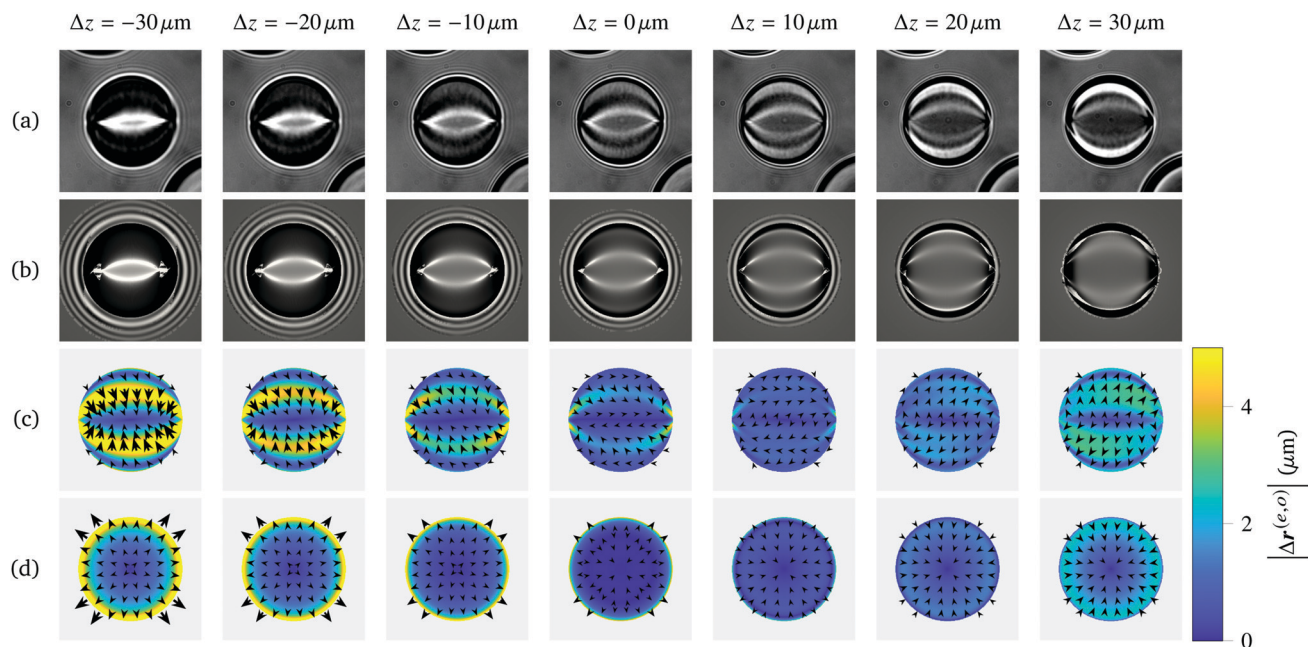 Δz = −30 μm Δz = −20 μm Δz = −10 μm Δz = 0 μm Δz = 10 μm Δz = 20 μm Δz = 30 μm
(a)
(b)
(c)
(d)
4
2
0
|Δr^(e,o)| (μm)